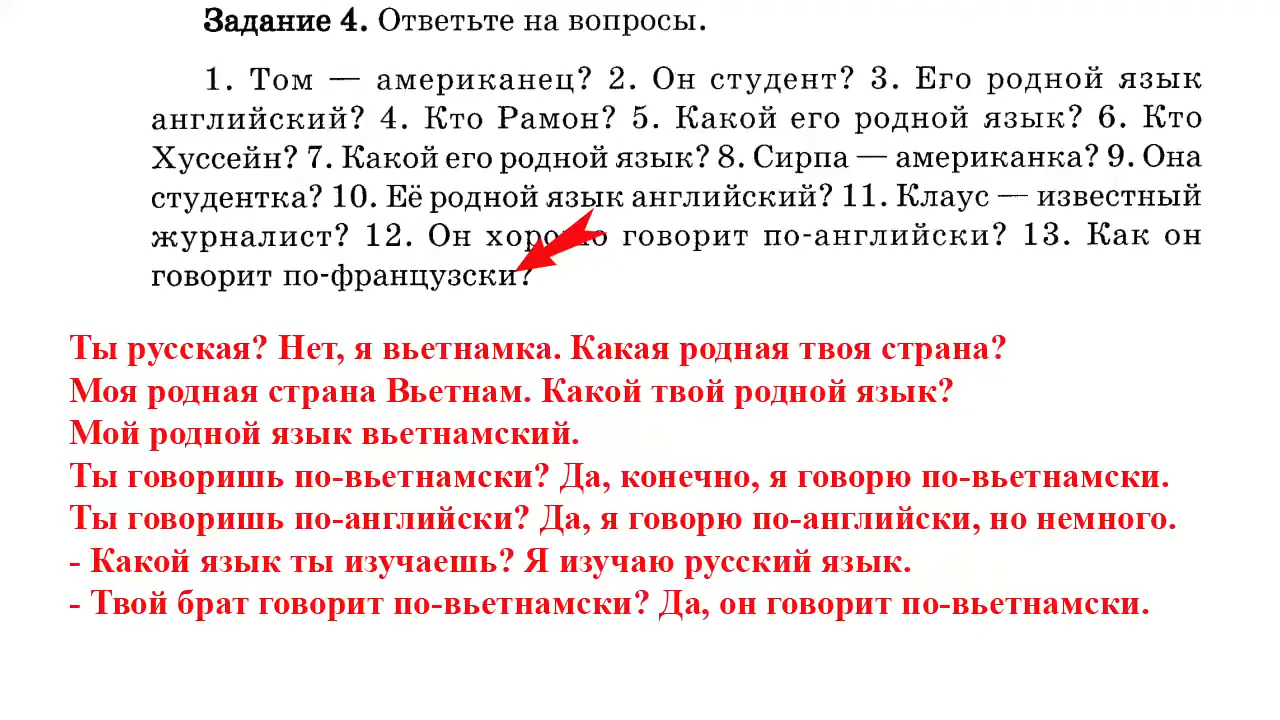 Задание 4. Ответьте на вопросы.
1. Том — американец? 2. Он студент? 3. Его родной язык
английский? 4. Кто Рамон? 5. Какой его родной язык? 6. Кто
Хуссейн? 7. Какой его родной язык? 8. Сирпа — американка? 9. Она
студентка? 10. Её родной язык английский? 11. Клаус — известный
журналист? 12. Он хорошо говорит по-английски? 13. Как он
говорит по-французски?
Ты русская? Нет, я вьетнамка. Какая родная твоя страна?
Моя родная страна Вьетнам. Какой твой родной язык?
Мой родной язык вьетнамский.
Ты говоришь по-вьетнамски? Да, конечно, я говорю по-вьетнамски.
Ты говоришь по-английски? Да, я говорю по-английски, но немного.
- Какой язык ты изучаешь? Я изучаю русский язык.
- Твой брат говорит по-вьетнамски? Да, он говорит по-вьетнамски.